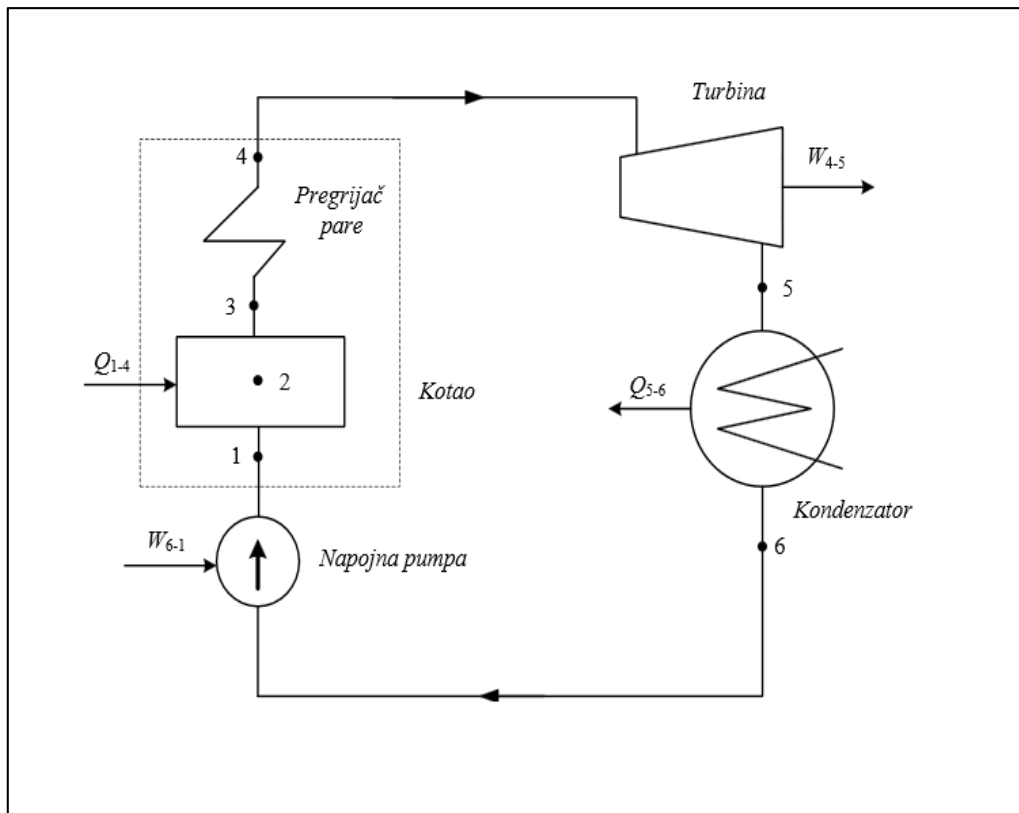 Turbina
4
W4-5
Pregrijač
pare
3
5
Q1-4
2
Kotao
Q5-6
1
Kondenzator
W6-1
Napojna pumpa
6